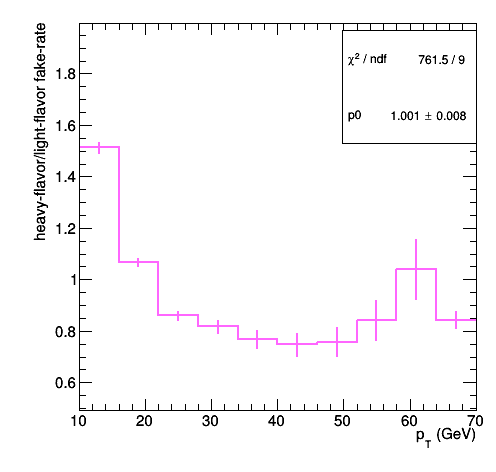 heavy-flavor/light-flavor fake-rate
χ² / ndf 761.5 / 9
p0 1.001 ± 0.008
1.8
1.6
1.4
1.2
1
0.8
0.6
10 20 30 40 50 60 70
p_T (GeV)